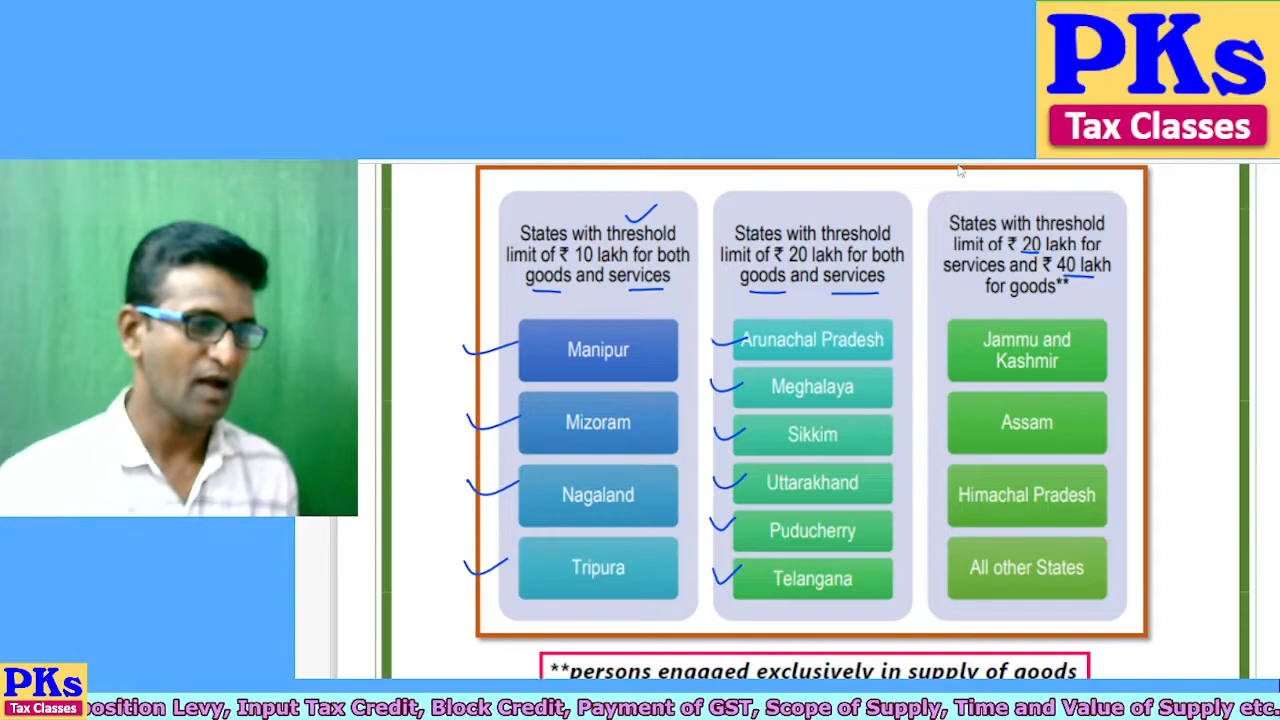 PKs
Tax Classes
States with threshold
limit of ₹ 10 lakh for both
goods and services
Manipur
Mizoram
Nagaland
Tripura
States with threshold
limit of ₹ 20 lakh for both
goods and services
Arunachal Pradesh
Meghalaya
Sikkim
Uttarakhand
Puducherry
Telangana
States with threshold
limit of ₹ 20 lakh for
services and ₹ 40 lakh
for goods**
Jammu and
Kashmir
Assam
Himachal Pradesh
All other States
**persons engaged exclusively in supply of goods
PKs
Tax Classes
position Levy, Input Tax Credit, Block Credit, Payment of GST, Scope of Supply, Time and Value of Supply etc.